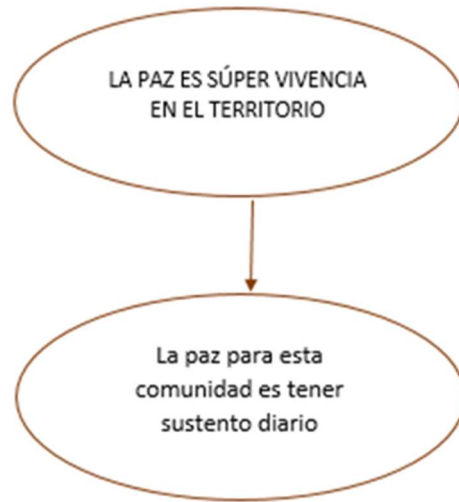 LA PAZ ES SÚPER VIVENCIA
EN EL TERRITORIO
La paz para esta
comunidad es tener
sustento diario